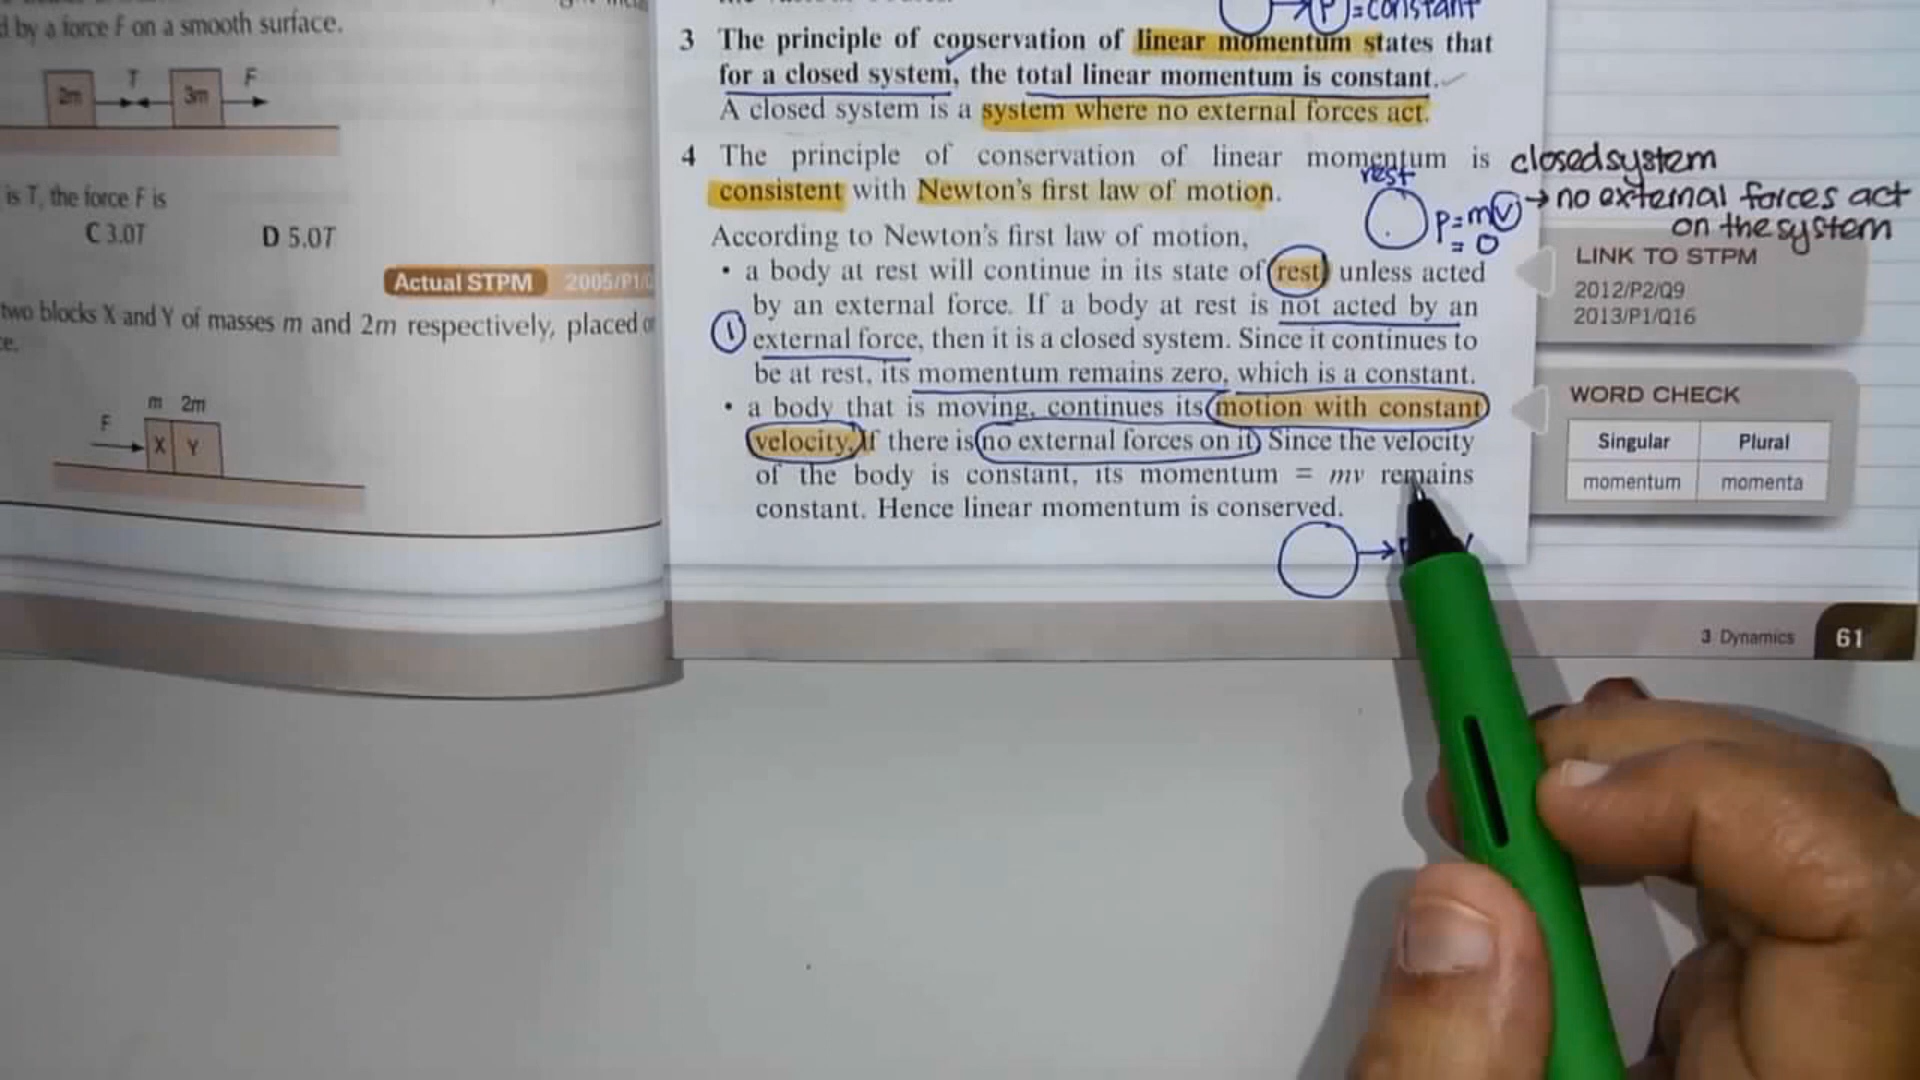 by a force F on a smooth surface.
2m T 3m F
is T, the force F is
C 3.0T D 5.0T
Actual STPM 2005/P1/
two blocks X and Y of masses m and 2m respectively, placed
m 2m
F
X Y
P = constant
3 The principle of conservation of linear momentum states that
for a closed system, the total linear momentum is constant.
A closed system is a system where no external forces act.
4 The principle of conservation of linear momentum is
consistent with Newton's first law of motion.
According to Newton's first law of motion,
• a body at rest will continue in its state of rest unless acted
by an external force. If a body at rest is not acted by an
1 external force, then it is a closed system. Since it continues to
be at rest, its momentum remains zero, which is a constant.
• a body that is moving, continues its motion with constant
velocity. If there is no external forces on it. Since the velocity
of the body is constant, its momentum = mv remains
constant. Hence linear momentum is conserved.
rest
P = mv
= 0
closed system
→ no external forces act
on the system
LINK TO STPM
2012/P2/Q9
2013/P1/Q16
WORD CHECK
Singular Plural
momentum momenta
3 Dynamics 61